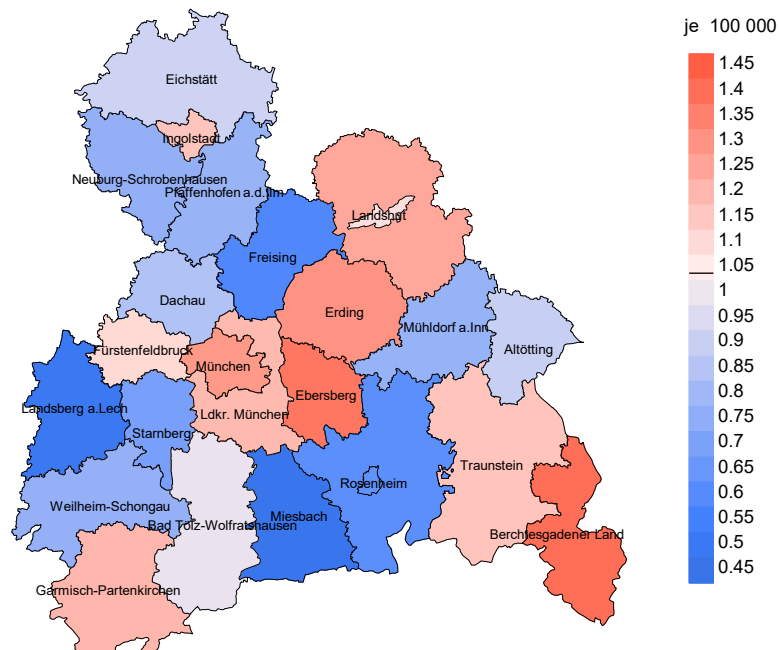 je 100 000
Eichstätt
Ingolstadt
Neuburg-Schrobenhausen
Pfaffenhofen a.d.Ilm
Landshut
Freising
Dachau
Erding
Mühldorf a.Inn
Altötting
Fürstenfeldbruck
München
Ebersberg
Landsberg a.Lech
Ldkr. München
Starnberg
Traunstein
Rosenheim
Weilheim-Schongau
Miesbach
Bad Tölz-Wolfratshausen
Berchtesgadener Land
Garmisch-Partenkirchen
1.45
1.4
1.35
1.3
1.25
1.2
1.15
1.1
1.05
1
0.95
0.9
0.85
0.8
0.75
0.7
0.65
0.6
0.55
0.5
0.45